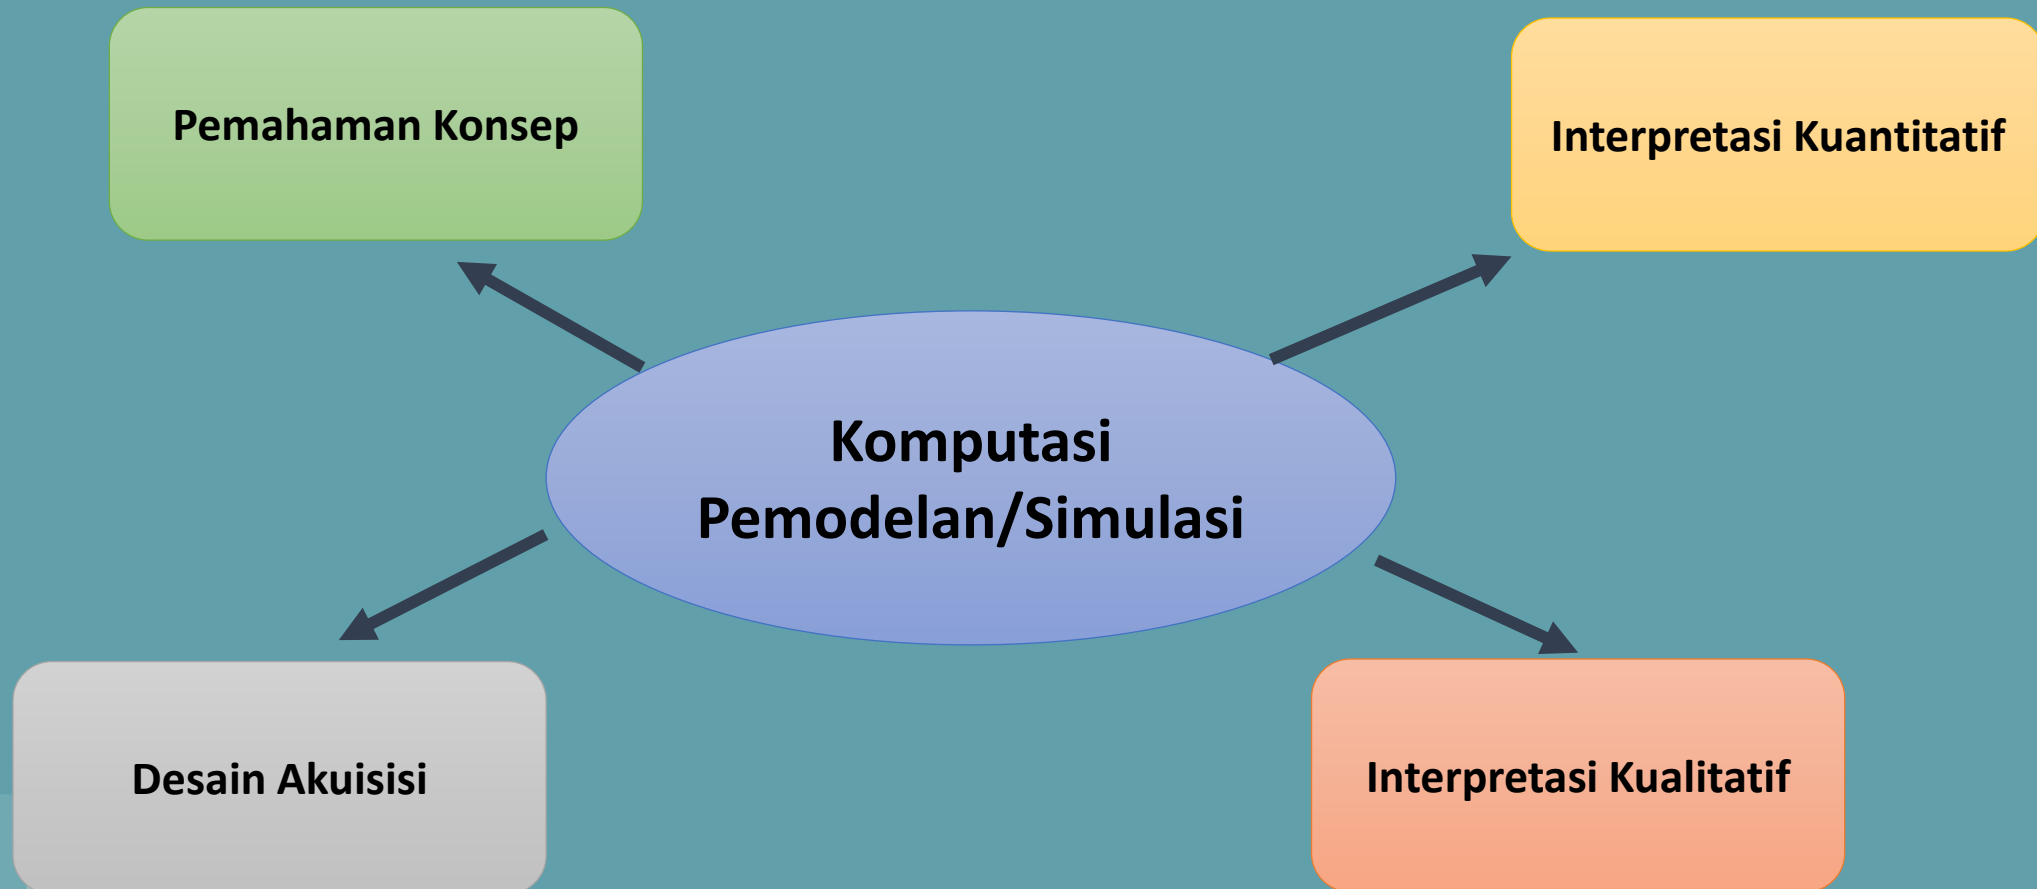 Pemahaman Konsep
Interpretasi Kuantitatif
Komputasi
Pemodelan/Simulasi
Desain Akuisisi
Interpretasi Kualitatif